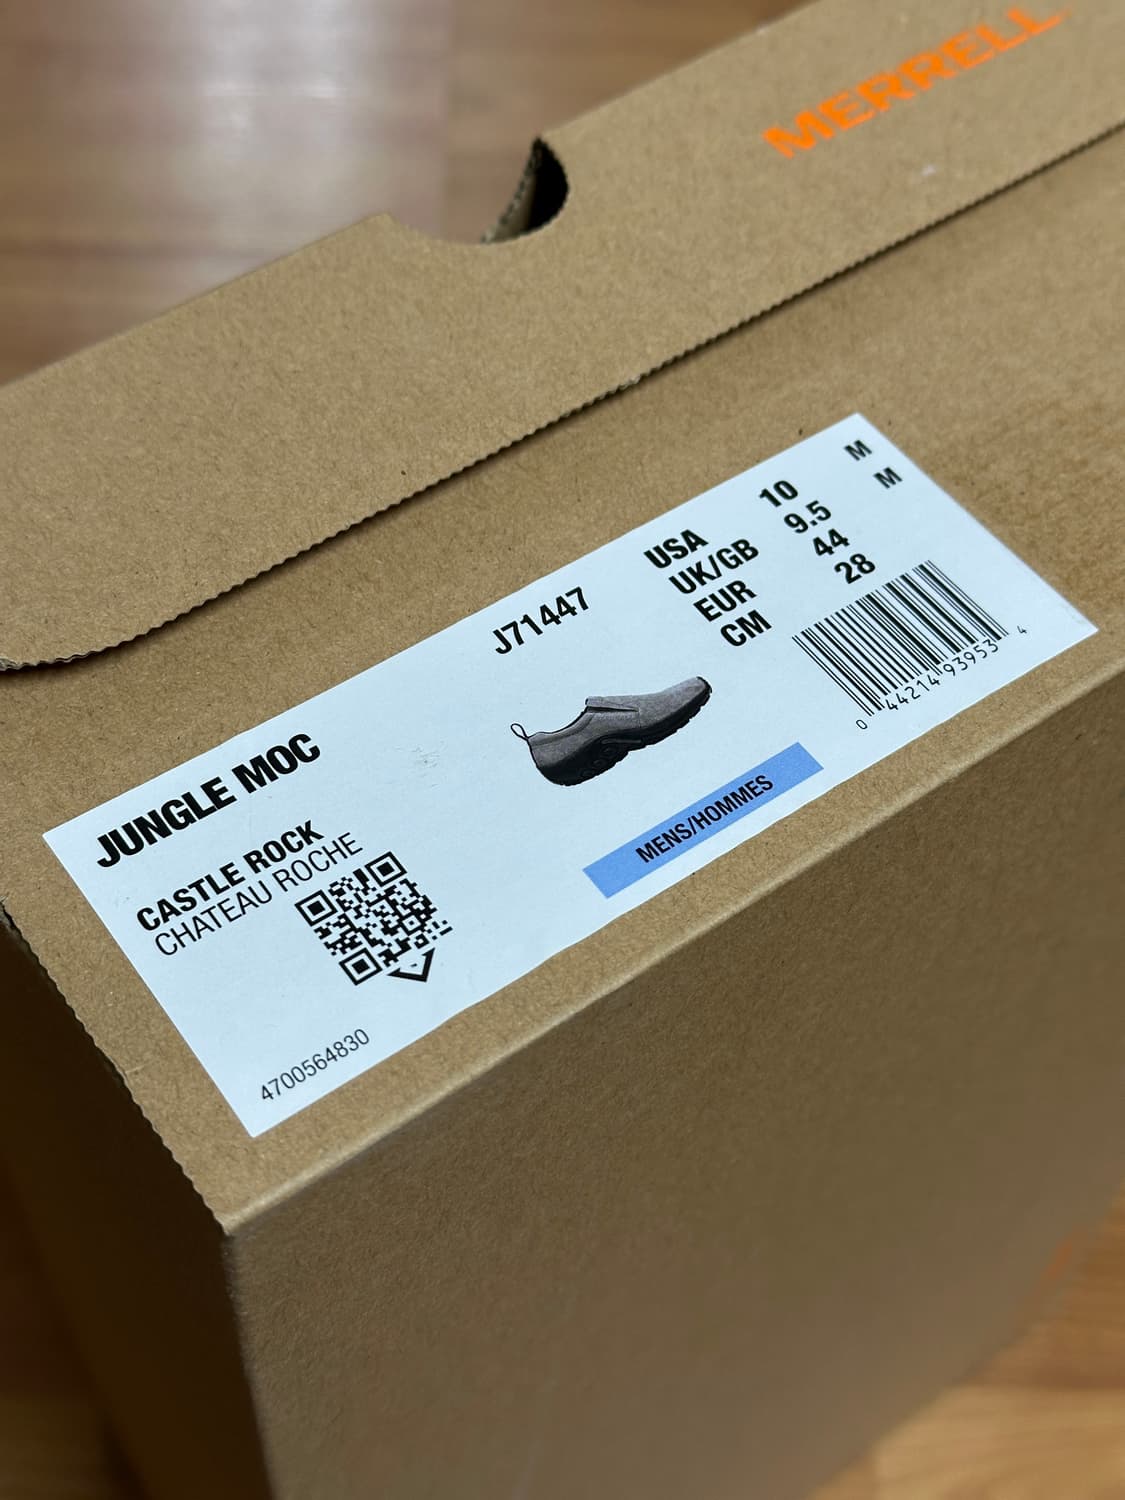 MERRELL
JUNGLE MOC
CASTLE ROCK
CHATEAU ROCHE
4700564830
J71447
MENS/HOMMES
USA 10 M
UK/GB 9.5 M
EUR 44
CM 28
0 44214 93953 4